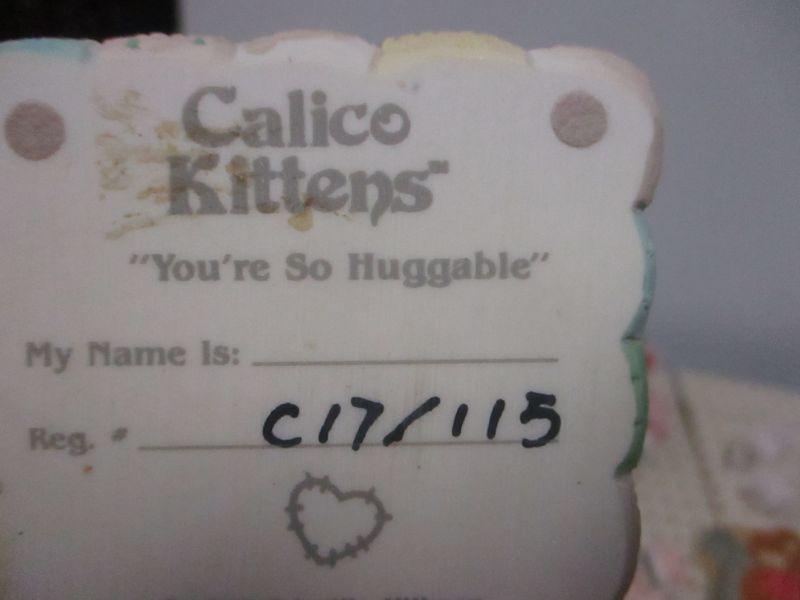 Calico
Kittens™
"You're So Huggable"
My Name Is:
Reg. # C17/115